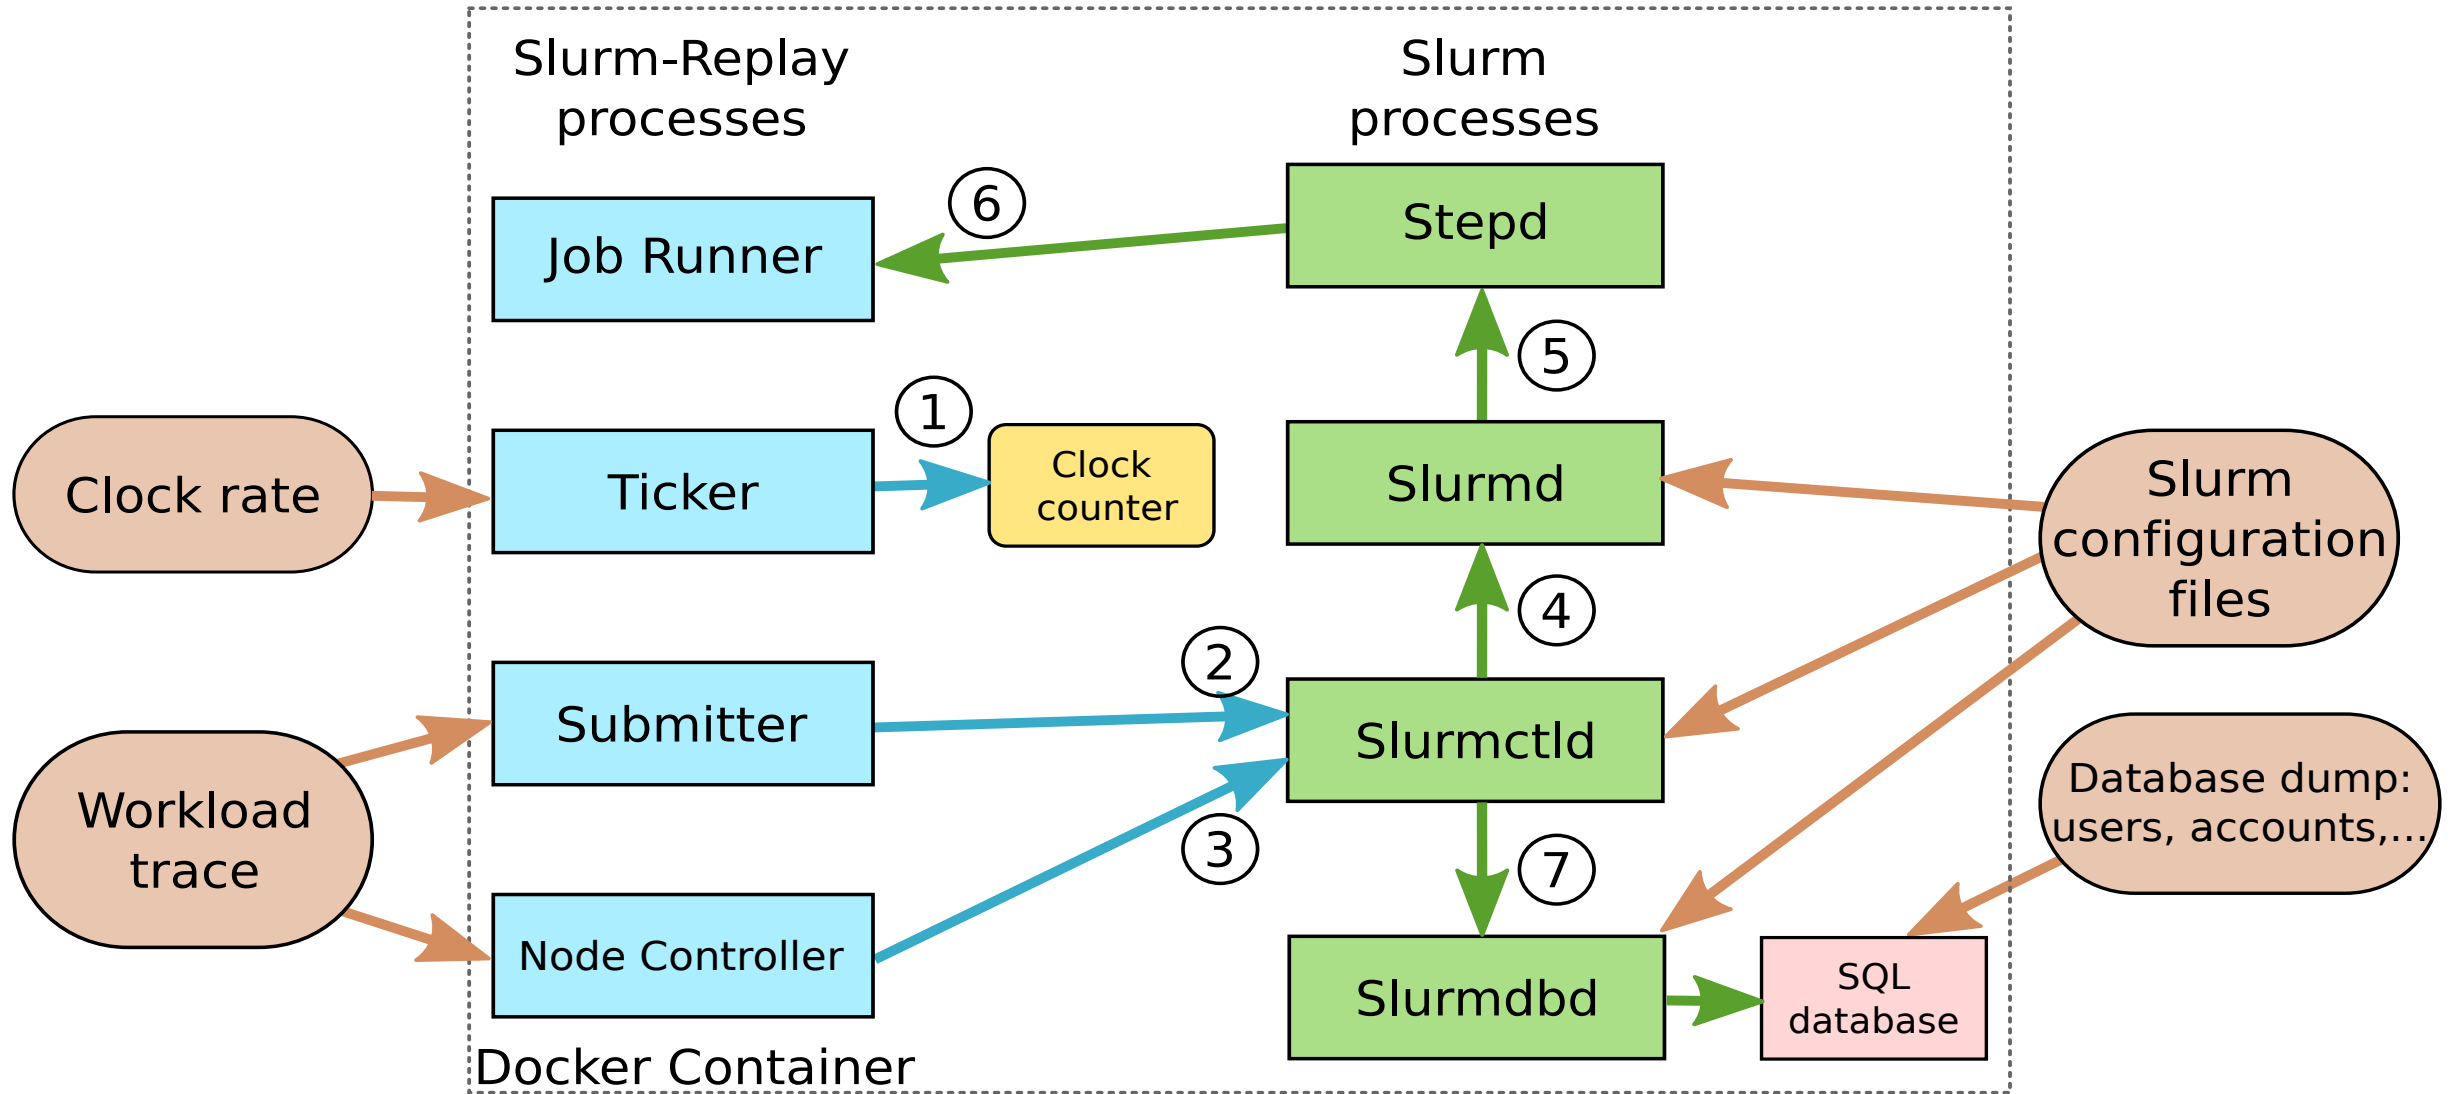 Slurm-Replay
processes
Slurm
processes
6
Stepd
Job Runner
5
1
Clock rate
Ticker
Clock
counter
Slurmd
Slurm
configuration
files
4
2
Submitter
Slurmctld
Workload
trace
3
7
Database dump:
users, accounts,...
Node Controller
Slurmdbd
SQL
database
Docker Container